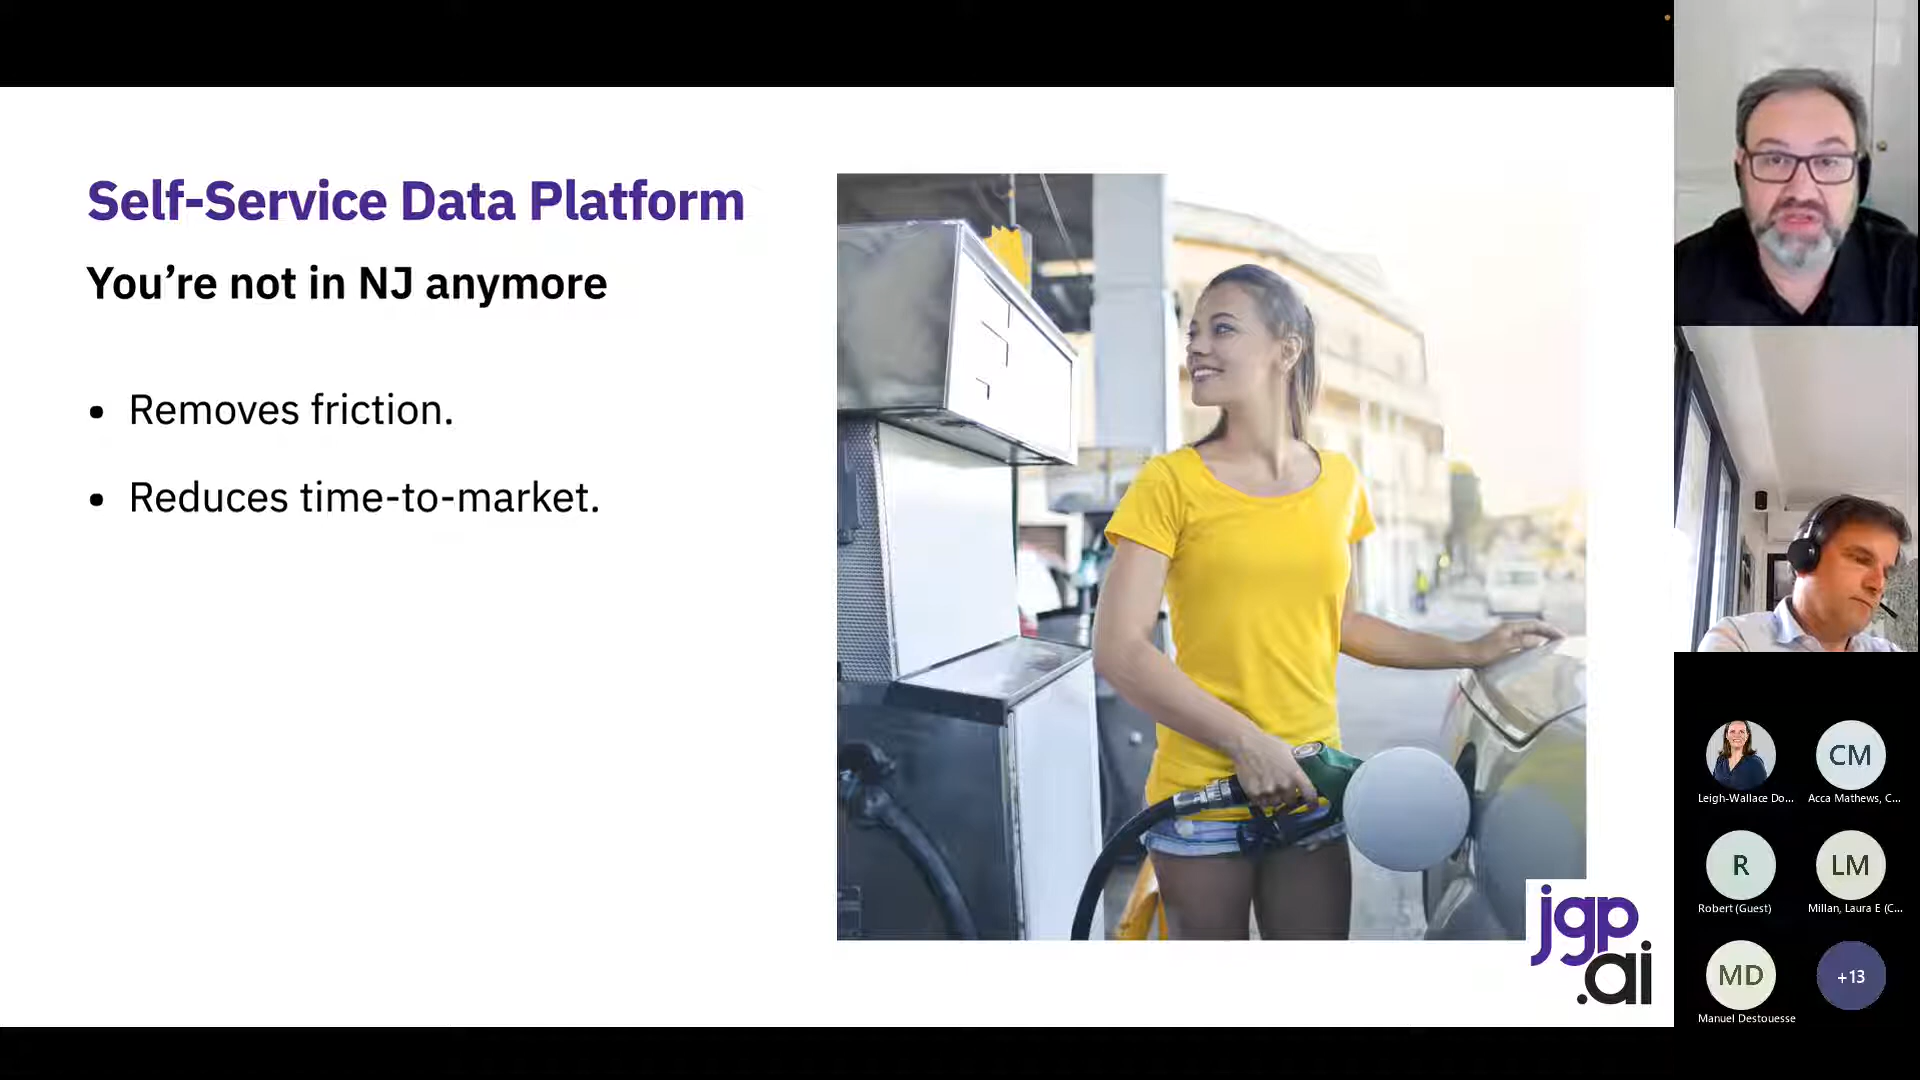 Self-Service Data Platform
You’re not in NJ anymore
• Removes friction.
• Reduces time-to-market.
jgp
.ai
Leigh-Wallace Do...
CM
Acca Mathews, C...
R
Robert (Guest)
LM
Millan, Laura E (C...
MD
Manuel Destouesse
+13